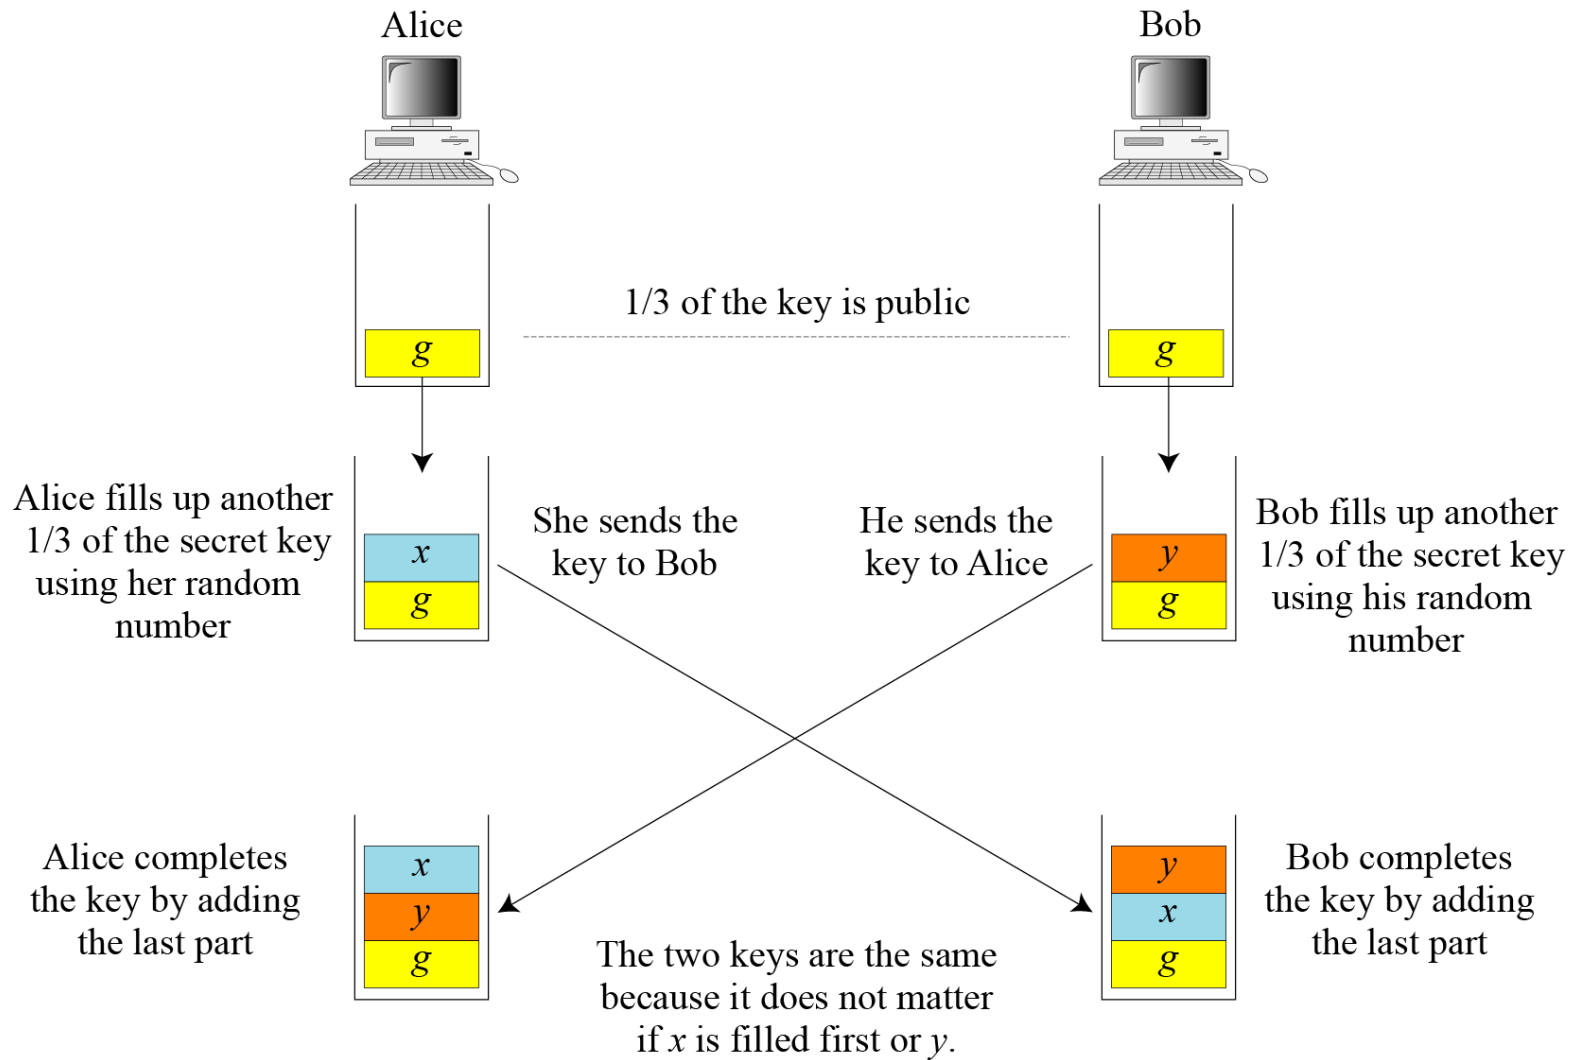 Alice
Bob
1/3 of the key is public
g
g
Alice fills up another
1/3 of the secret key
using her random
number
x
g
She sends the
key to Bob
He sends the
key to Alice
y
g
Bob fills up another
1/3 of the secret key
using his random
number
Alice completes
the key by adding
the last part
x
y
g
The two keys are the same
because it does not matter
if x is filled first or y.
y
x
g
Bob completes
the key by adding
the last part